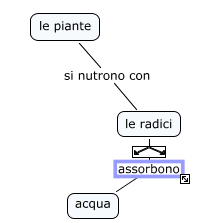 le piante
si nutrono con
le radici
assorbono
acqua